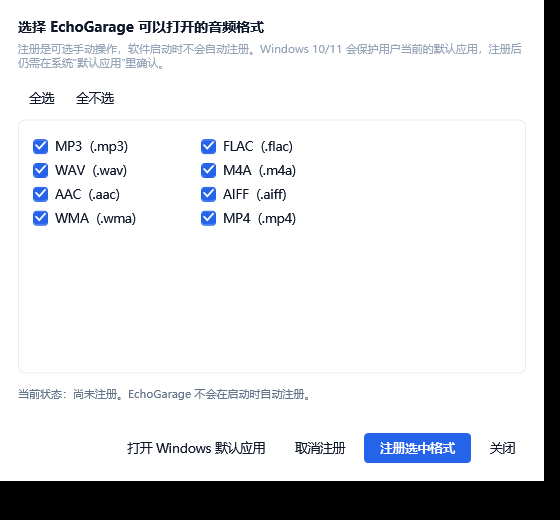 选择 EchoGarage 可以打开的音频格式
注册是可选手动操作，软件启动时不会自动注册。Windows 10/11 会保护用户当前的默认应用，注册后
仍需在系统“默认应用”里确认。
全选 全不选
MP3 (.mp3) FLAC (.flac)
WAV (.wav) M4A (.m4a)
AAC (.aac) AIFF (.aiff)
WMA (.wma) MP4 (.mp4)
当前状态：尚未注册。EchoGarage 不会在启动时自动注册。
打开 Windows 默认应用 取消注册 注册选中格式 关闭